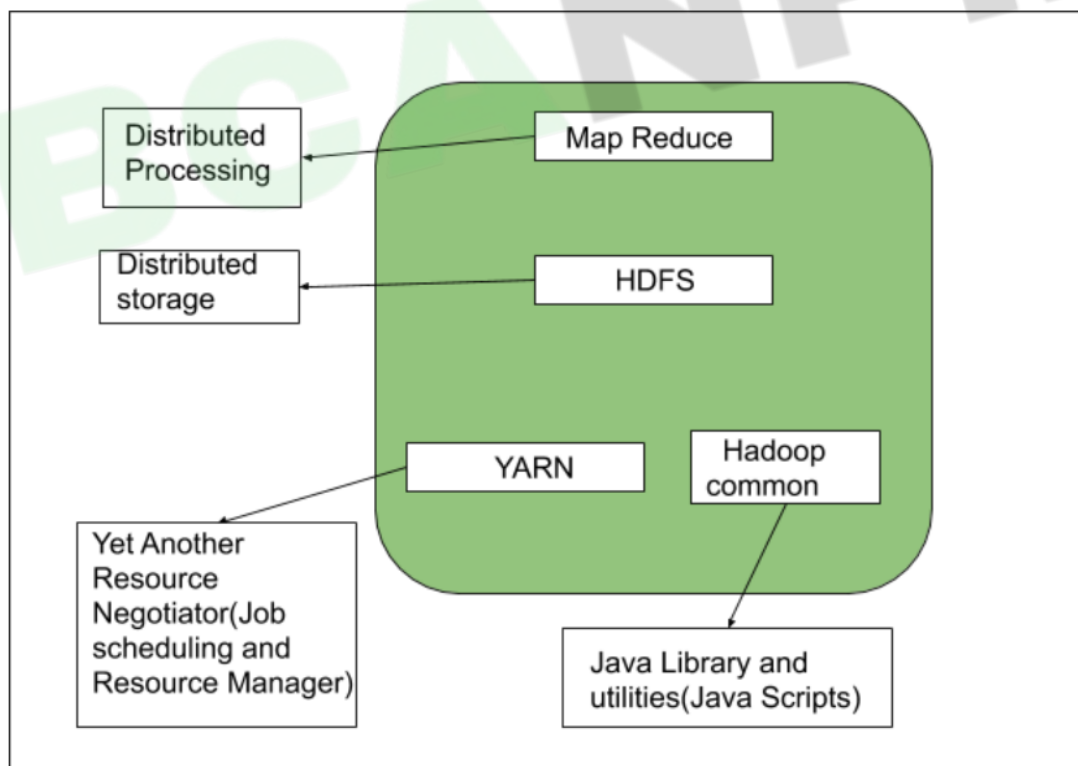 BCANP
Distributed
Processing
Map Reduce
Distributed
storage
HDFS
YARN
Hadoop
common
Yet Another
Resource
Negotiator(Job
scheduling and
Resource Manager)
Java Library and
utilities(Java Scripts)